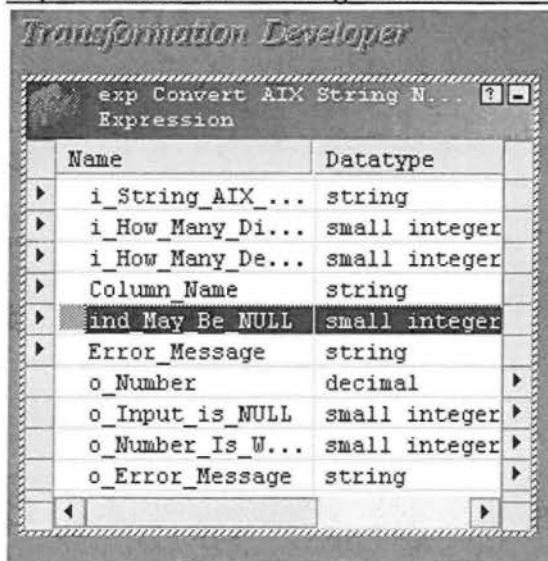 Transformation Developer
exp Convert AIX String N...
Expression
Name Datatype
i_String_AIX_... string
i_How_Many_Di... small integer
i_How_Many_De... small integer
Column_Name string
ind_May_Be_NULL small integer
Error_Message string
o_Number decimal
o_Input_is_NULL small integer
o_Number_Is_W... small integer
o_Error_Message string